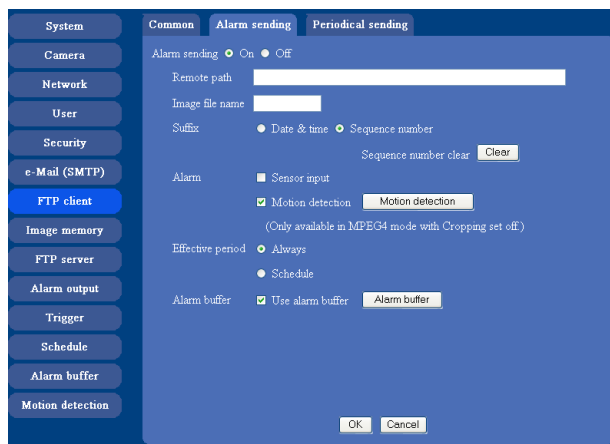 System
Camera
Network
User
Security
e-Mail (SMTP)
FTP client
Image memory
FTP server
Alarm output
Trigger
Schedule
Alarm buffer
Motion detection
Common Alarm sending Periodical sending
Alarm sending On Off
Remote path
Image file name
Suffix Date & time Sequence number
Sequence number clear Clear
Alarm Sensor input
Motion detection Motion detection
(Only available in MPEG4 mode with Cropping set off.)
Effective period Always
Schedule
Alarm buffer Use alarm buffer Alarm buffer
OK Cancel